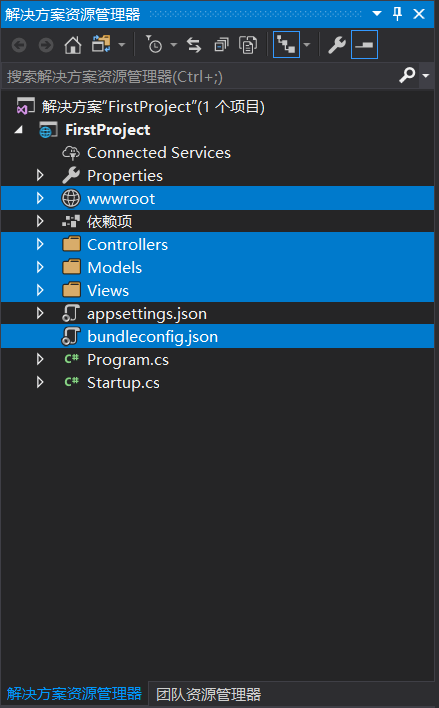 解决方案资源管理器
搜索解决方案资源管理器(Ctrl+;)
解决方案"FirstProject"(1 个项目)
FirstProject
Connected Services
Properties
wwwroot
依赖项
Controllers
Models
Views
appsettings.json
bundleconfig.json
C# Program.cs
C# Startup.cs
解决方案资源管理器 团队资源管理器